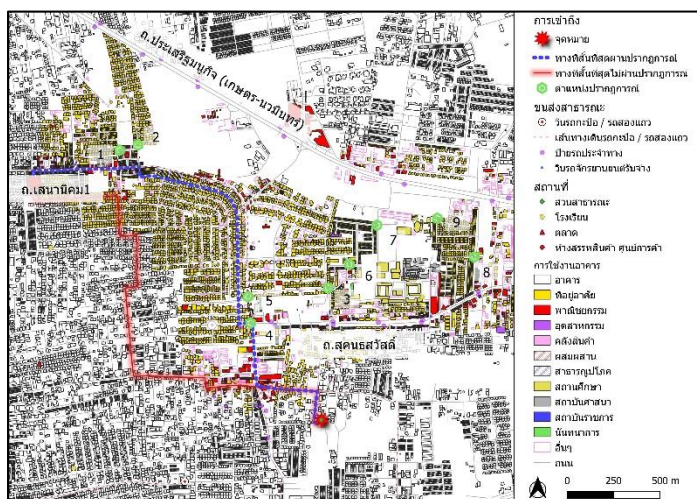 ถ.ประเสริฐมนูกิจ (เกษตร-นวมินทร์)
1
2
ถ.เสนานิคม1
9
7
8
6
3
5
4
ถ.สุคนธสวัสดิ์
การเข้าถึง
จุดหมาย
ทางที่สั้นที่สุดผ่านปรากฏการณ์
ทางที่สั้นที่สุดไม่ผ่านปรากฏการณ์
ตำแหน่งปรากฏการณ์
ขนส่งสาธารณะ
วินรถกะป๊อ / รถสองแถว
เส้นทางเดินรถกะป๊อ / รถสองแถว
ป้ายรถประจำทาง
วินรถจักรยานยนต์รับจ้าง
สถานที่
สวนสาธารณะ
โรงเรียน
ตลาด
ห้างสรรพสินค้า ศูนย์การค้า
การใช้งานอาคาร
อาคาร
ที่อยู่อาศัย
พาณิชยกรรม
อุตสาหกรรม
คลังสินค้า
ผสมผสาน
สาธารณูปโภค
สถานศึกษา
สถาบันศาสนา
สถาบันราชการ
นันทนาการ
อื่นๆ
ถนน
0 250 500 m